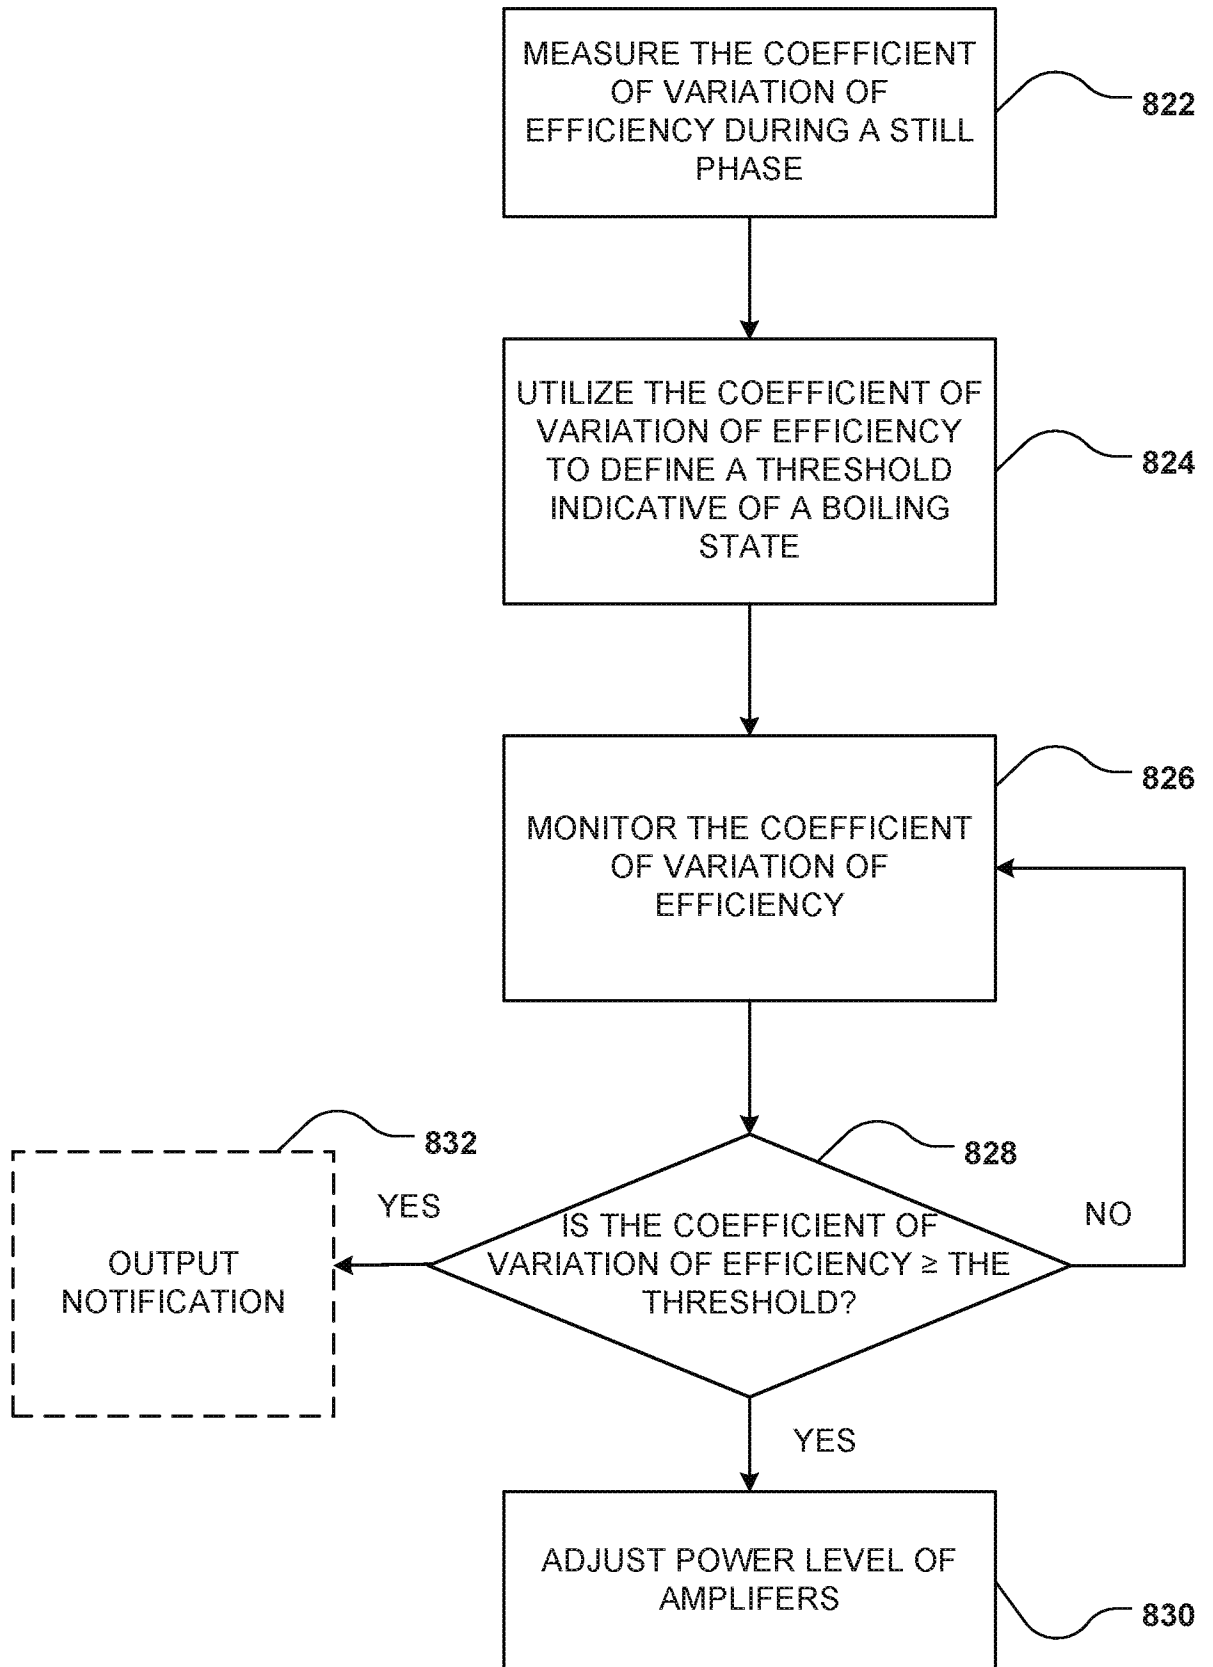 MEASURE THE COEFFICIENT
OF VARIATION OF
EFFICIENCY DURING A STILL
PHASE
822
UTILIZE THE COEFFICIENT OF
VARIATION OF EFFICIENCY
TO DEFINE A THRESHOLD
INDICATIVE OF A BOILING
STATE
824
826
MONITOR THE COEFFICIENT
OF VARIATION OF
EFFICIENCY
832
828
YES
NO
IS THE COEFFICIENT OF
VARIATION OF EFFICIENCY ≥ THE
THRESHOLD?
OUTPUT
NOTIFICATION
YES
ADJUST POWER LEVEL OF
AMPLIFERS
830